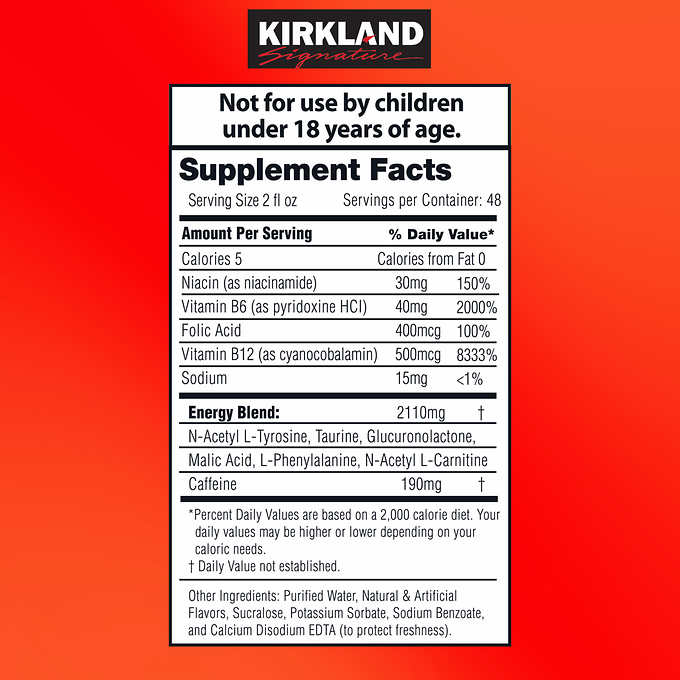 KIRKLAND
Signature
Not for use by children
under 18 years of age.
Supplement Facts
Serving Size 2 fl oz Servings per Container: 48
Amount Per Serving % Daily Value*
Calories 5 Calories from Fat 0
Niacin (as niacinamide) 30mg 150%
Vitamin B6 (as pyridoxine HCl) 40mg 2000%
Folic Acid 400mcg 100%
Vitamin B12 (as cyanocobalamin) 500mcg 8333%
Sodium 15mg <1%
Energy Blend: 2110mg †
N-Acetyl L-Tyrosine, Taurine, Glucuronolactone,
Malic Acid, L-Phenylalanine, N-Acetyl L-Carnitine
Caffeine 190mg †
*Percent Daily Values are based on a 2,000 calorie diet. Your
daily values may be higher or lower depending on your
caloric needs.
† Daily Value not established.
Other Ingredients: Purified Water, Natural & Artificial
Flavors, Sucralose, Potassium Sorbate, Sodium Benzoate,
and Calcium Disodium EDTA (to protect freshness).